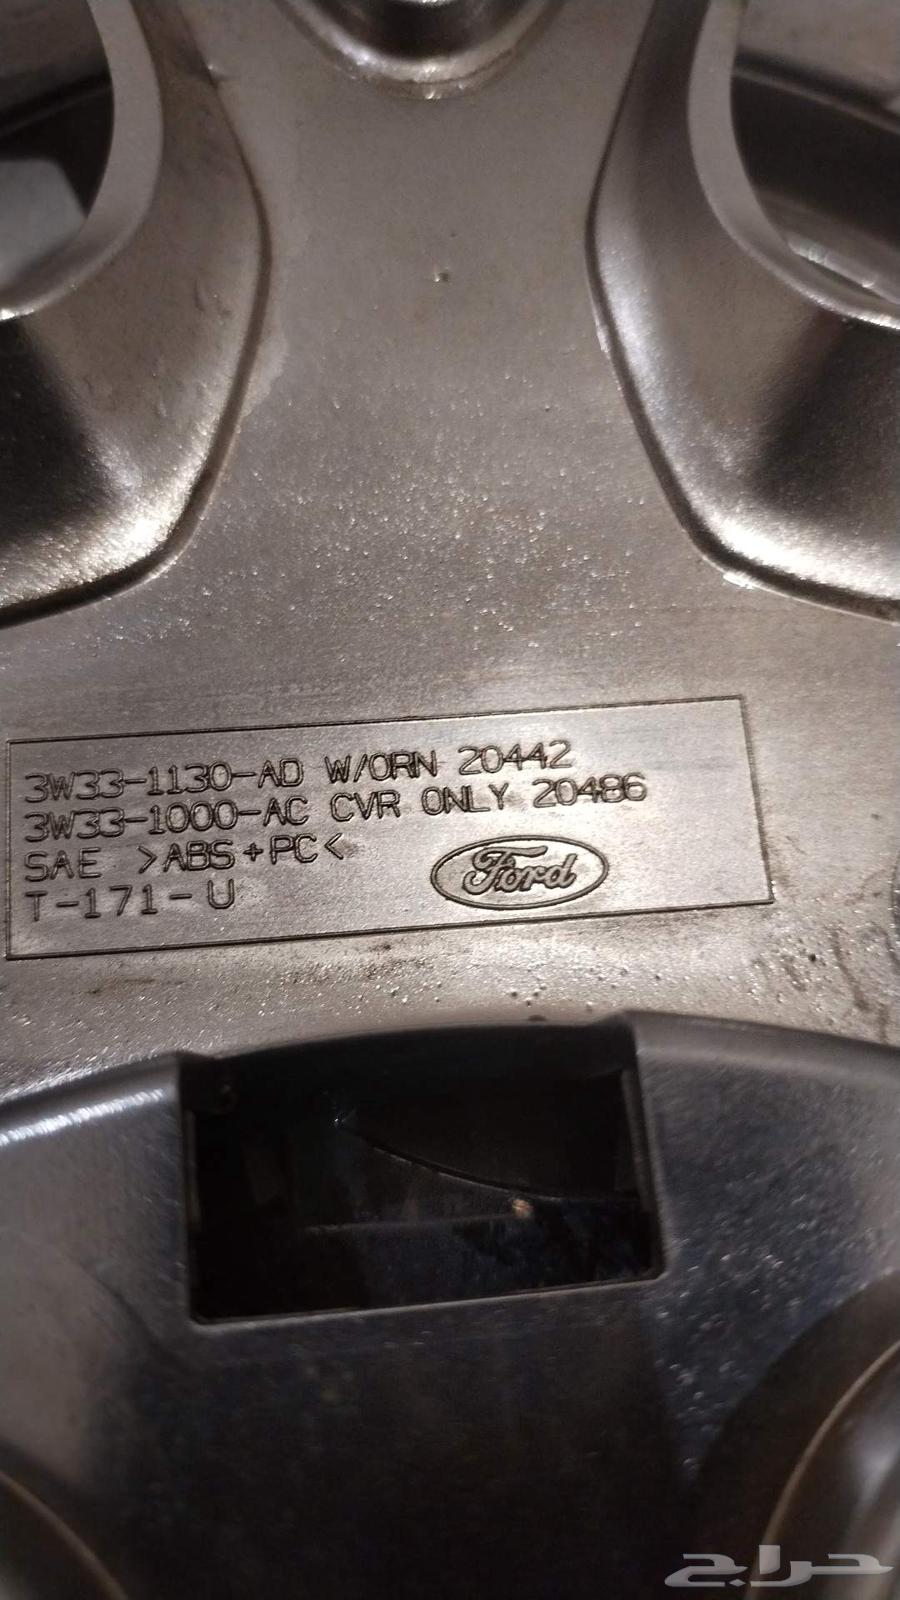 3W33-1130-AD W/ORN 20442
3W33-1000-AC CVR ONLY 20486
SAE >ABS+PC<
T-171-U
Ford
حراج